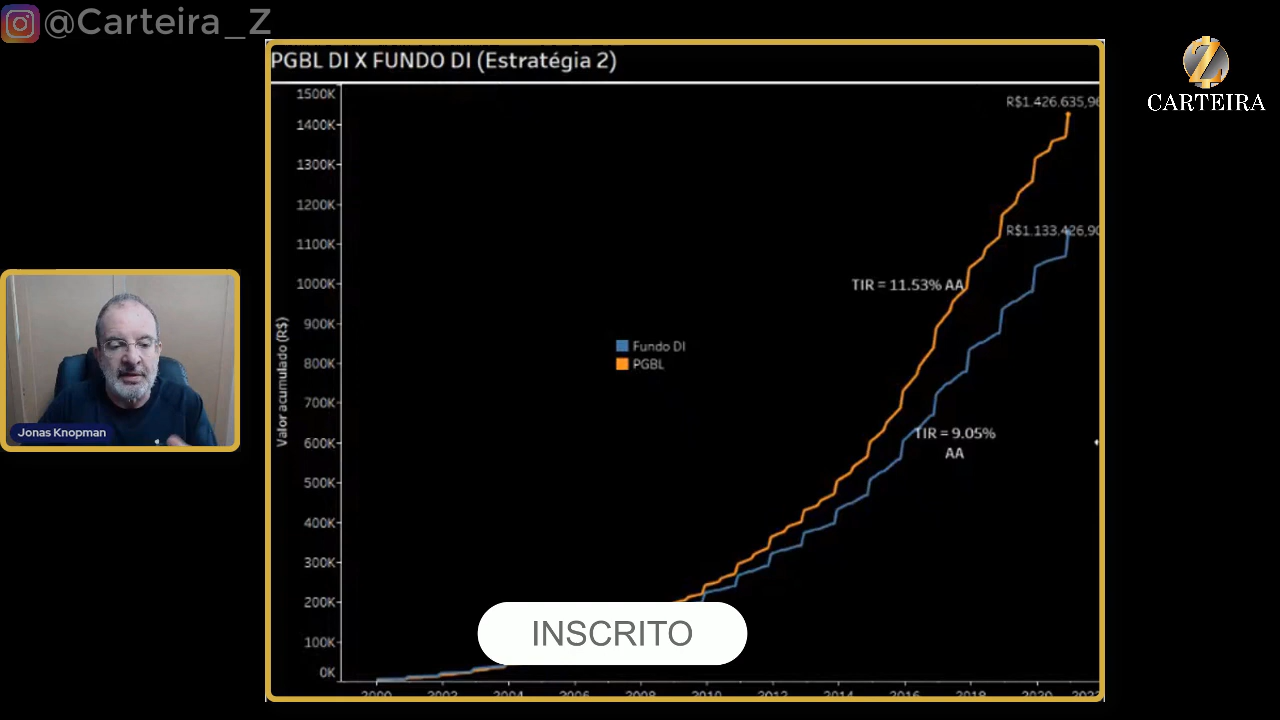 @Carteira_Z
PGBL DI X FUNDO DI (Estratégia 2)
CARTEIRA
1500K
1400K
1300K
1200K
1100K
1000K
900K
800K
700K
600K
500K
400K
300K
200K
100K
0K
Valor acumulado (R$)
R$1.426.635,96
R$1.133.426,90
TIR = 11.53% AA
Fundo DI
PGBL
TIR = 9.05%
AA
Jonas Knopman
INSCRITO
2000 2002 2004 2006 2008 2010 2012 2014 2016 2018 2020 2022